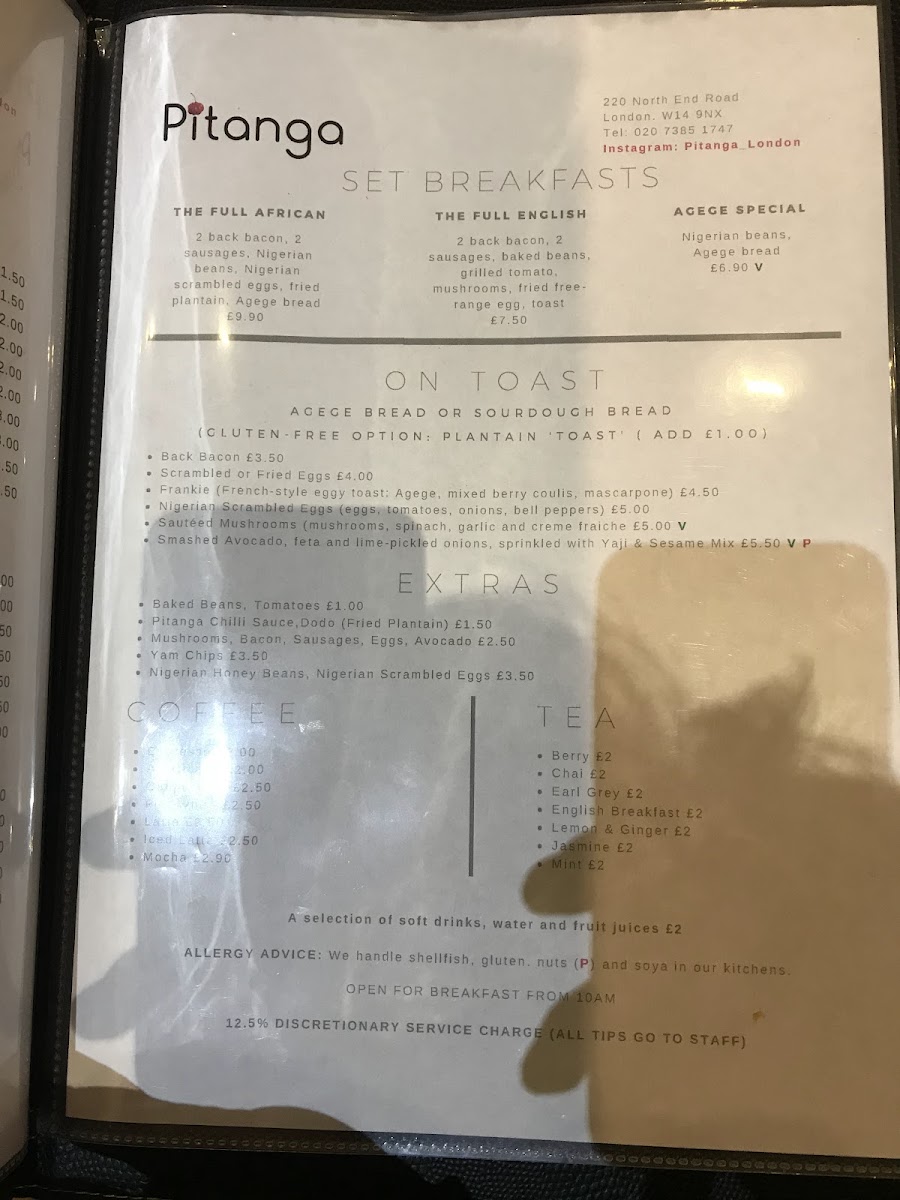 Pitanga
220 North End Road
London. W14 9NX
Tel: 020 7385 1747
Instagram: Pitanga_London
SET BREAKFASTS
THE FULL AFRICAN
2 back bacon, 2
sausages, Nigerian
beans, Nigerian
scrambled eggs, fried
plantain, Agege bread
£9.90
THE FULL ENGLISH
2 back bacon, 2
sausages, baked beans,
grilled tomato,
mushrooms, fried free-
range egg, toast
£7.50
AGEGE SPECIAL
Nigerian beans,
Agege bread
£6.90 V
ON TOAST
AGEGE BREAD OR SOURDOUGH BREAD
(GLUTEN-FREE OPTION: PLANTAIN 'TOAST' ( ADD £1.00)
• Back Bacon £3.50
• Scrambled or Fried Eggs £4.00
• Frankie (French-style eggy toast: Agege, mixed berry coulis, mascarpone) £4.50
• Nigerian Scrambled Eggs (eggs, tomatoes, onions, bell peppers) £5.00
• Sauteed Mushrooms (mushrooms, spinach, garlic and creme fraiche £5.00 V
• Smashed Avocado, feta and lime-pickled onions, sprinkled with Yaji & Sesame Mix £5.50 V P
EXTRAS
• Baked Beans, Tomatoes £1.00
• Pitanga Chilli Sauce,Dodo (Fried Plantain) £1.50
• Mushrooms, Bacon, Sausages, Eggs, Avocado £2.50
• Yam Chips £3.50
• Nigerian Honey Beans, Nigerian Scrambled Eggs £3.50
COFFEE
£2.50
£2.50
• Iced Latte £2.50
• Mocha £2.90
TEA
• Berry £2
• Chai £2
• Earl Grey £2
• English Breakfast £2
• Lemon & Ginger £2
• Jasmine £2
• Mint £2
A selection of soft drinks, water and fruit juices £2
ALLERGY ADVICE: We handle shellfish, gluten. nuts (P) and soya in our kitchens.
OPEN FOR BREAKFAST FROM 10AM
12.5% DISCRETIONARY SERVICE CHARGE (ALL TIPS GO TO STAFF)